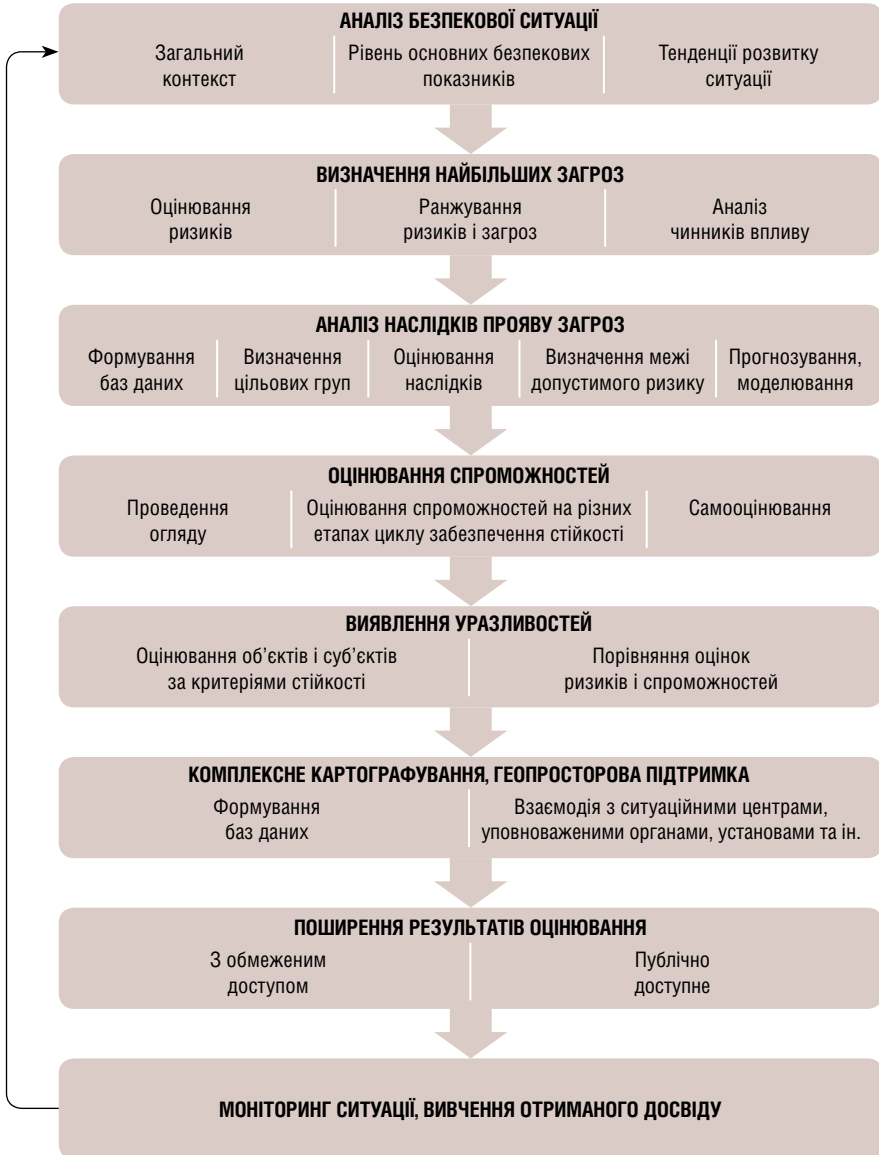 АНАЛІЗ БЕЗПЕКОВОЇ СИТУАЦІЇ
Загальний
контекст
Рівень основних безпекових
показників
Тенденції розвитку
ситуації
ВИЗНАЧЕННЯ НАЙБІЛЬШИХ ЗАГРОЗ
Оцінювання
ризиків
Ранжування
ризиків і загроз
Аналіз
чинників впливу
АНАЛІЗ НАСЛІДКІВ ПРОЯВУ ЗАГРОЗ
Формування
баз даних
Визначення
цільових груп
Оцінювання
наслідків
Визначення межі
допустимого ризику
Прогнозування,
моделювання
ОЦІНЮВАННЯ СПРОМОЖНОСТЕЙ
Проведення
огляду
Оцінювання спроможностей на різних
етапах циклу забезпечення стійкості
Самооцінювання
ВИЯВЛЕННЯ УРАЗЛИВОСТЕЙ
Оцінювання об’єктів і суб’єктів
за критеріями стійкості
Порівняння оцінок
ризиків і спроможностей
КОМПЛЕКСНЕ КАРТОГРАФУВАННЯ, ГЕОПРОСТОРОВА ПІДТРИМКА
Формування
баз даних
Взаємодія з ситуаційними центрами,
уповноваженими органами, установами та ін.
ПОШИРЕННЯ РЕЗУЛЬТАТІВ ОЦІНЮВАННЯ
З обмеженим
доступом
Публічно
доступне
МОНІТОРИНГ СИТУАЦІЇ, ВИВЧЕННЯ ОТРИМАНОГО ДОСВІДУ